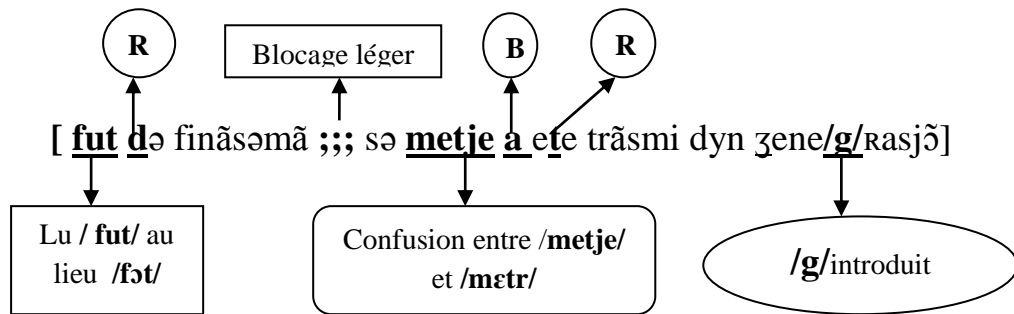 R
Blocage léger
B
R
[ fut də finãsəmã ;;; sə metje a ete trãsmi dyn ʒene/g/ʀasjɔ̃]
Lu / fut/ au
lieu /fɔt/
Confusion entre /metje/
et /mɛtr/
/g/introduit